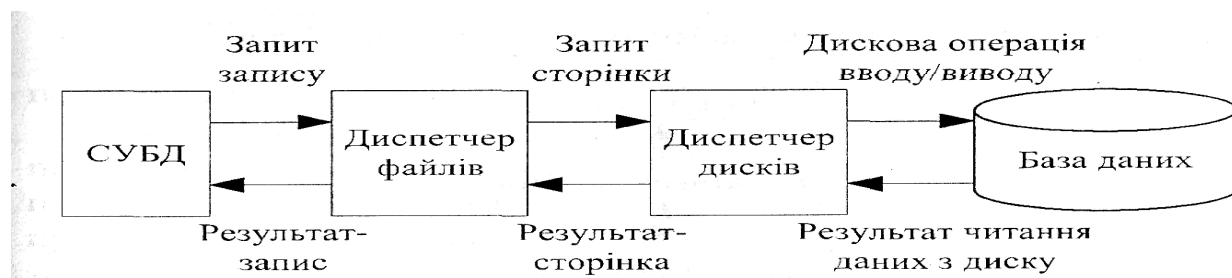 Запит
запису
Запит
сторінки
Дискова операція
вводу/виводу
СУБД
Диспетчер
файлів
Диспетчер
дисків
База даних
Результат-
запис
Результат-
сторінка
Результат читання
даних з диску